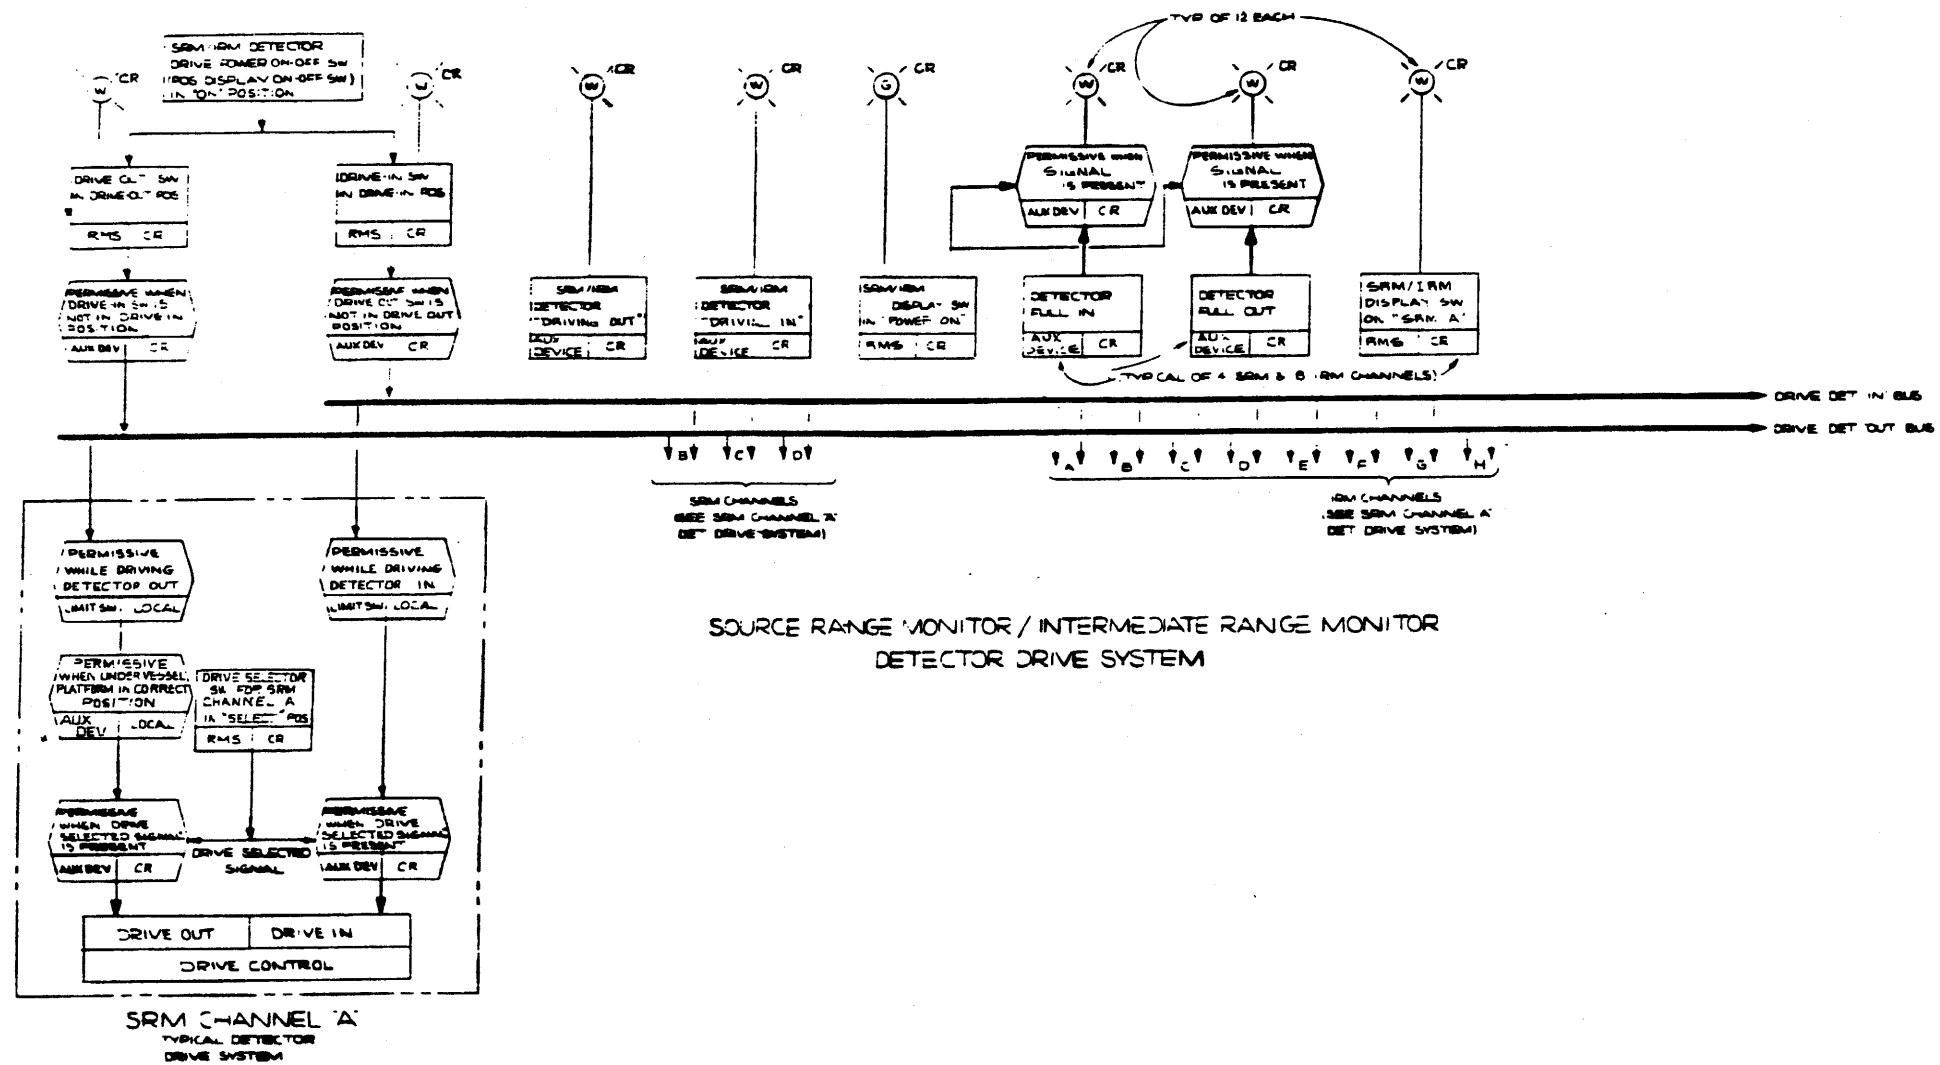 TYP OF 12 EACH
SRM/IRM DETECTOR
DRIVE POWER ON-OFF SW
(POS DISPLAY ON-OFF SW)
IN "ON" POSITION
W CR
W CR
W CR
W CR
G CR
W CR
W CR
W CR
DRIVE OUT SW
IN DRIVE-OUT POS
RMS CR
DRIVE-IN SW
IN DRIVE-IN POS
RMS CR
PERMISSIVE WHEN
SIGNAL
IS PRESENT
AUX DEV CR
PERMISSIVE WHEN
SIGNAL
IS PRESENT
AUX DEV CR
PERMISSIVE WHEN
DRIVE-IN SW IS
NOT IN DRIVE IN
POSITION
AUX DEV CR
PERMISSIVE WHEN
DRIVE OUT SW IS
NOT IN DRIVE OUT
POSITION
AUX DEV CR
SRM/IRM
DETECTOR
"DRIVING OUT"
AUX
DEVICE CR
SRM/IRM
DETECTOR
"DRIVING IN"
AUX
DEVICE CR
SRM/IRM
DISPLAY SW
IN "POWER ON"
RMS CR
DETECTOR
FULL IN
AUX
DEVICE CR
DETECTOR
FULL OUT
AUX
DEVICE CR
SRM/IRM
DISPLAY SW
ON "SRM A"
RMS CR
(TYPICAL OF 4 SRM & 8 IRM CHANNELS)
DRIVE DET "IN" BUS
DRIVE DET "OUT" BUS
B C D
SRM CHANNELS
(SEE SRM CHANNEL "A"
DET DRIVE SYSTEM)
A B C D E F G H
IRM CHANNELS
(SEE SRM CHANNEL "A"
DET DRIVE SYSTEM)
PERMISSIVE
WHILE DRIVING
DETECTOR OUT
LIMIT SW. LOCAL
PERMISSIVE
WHILE DRIVING
DETECTOR IN
LIMIT SW. LOCAL
SOURCE RANGE MONITOR / INTERMEDIATE RANGE MONITOR
DETECTOR DRIVE SYSTEM
PERMISSIVE
WHEN UNDER VESSEL
PLATFORM IN CORRECT
POSITION
AUX
DEV LOCAL
DRIVE SELECTOR
SW. FOR SRM
CHANNEL A
IN "SELECT" POS
RMS CR
PERMISSIVE
WHEN DRIVE
SELECTED SIGNAL
IS PRESENT
AUX DEV CR
DRIVE SELECTED
SIGNAL
PERMISSIVE
WHEN DRIVE
SELECTED SIGNAL
IS PRESENT
AUX DEV CR
DRIVE OUT DRIVE IN
DRIVE CONTROL
SRM CHANNEL "A"
TYPICAL DETECTOR
DRIVE SYSTEM